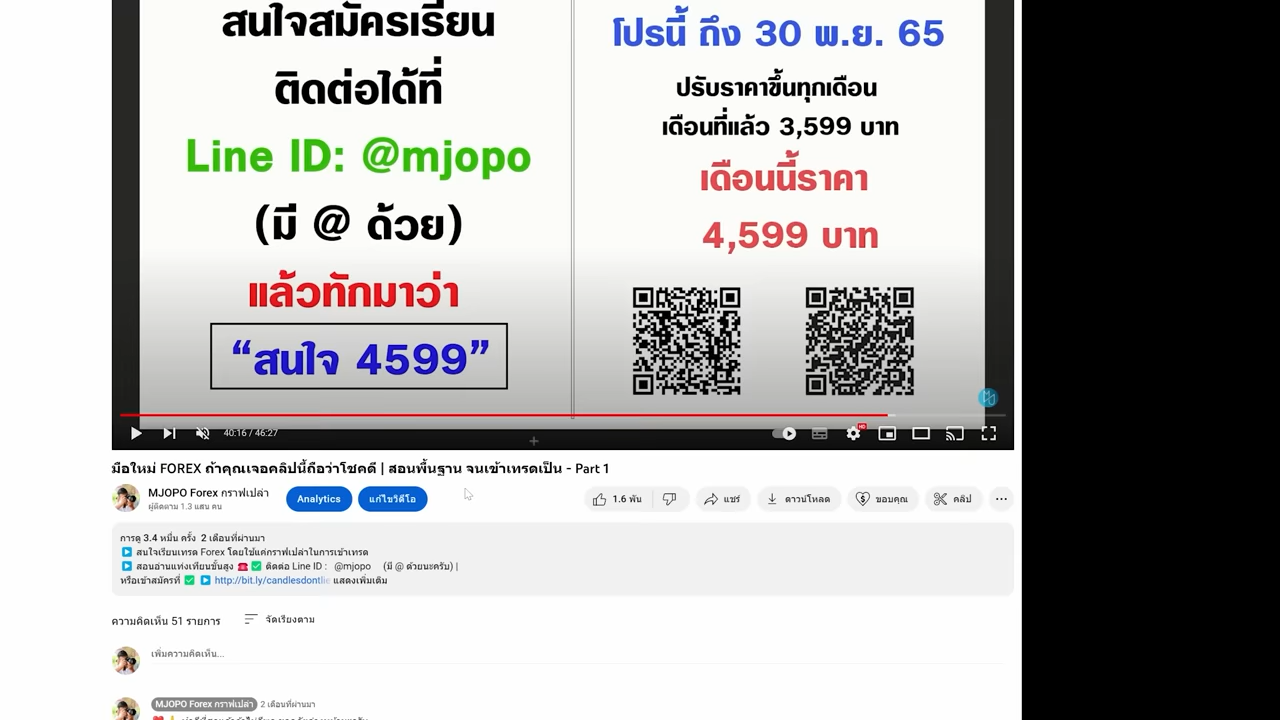 สนใจสมัครเรียน
ติดต่อได้ที่
Line ID: @mjopo
(มี @ ด้วย)
แล้วทักมาว่า
“สนใจ 4599”
โปรนี้ ถึง 30 พ.ย. 65
ปรับราคาขึ้นทุกเดือน
เดือนที่แล้ว 3,599 บาท
เดือนนี้ราคา
4,599 บาท
40:16 / 46:27
HD
มือใหม่ FOREX ถ้าคุณเจอคลิปนี้ถือว่าโชคดี | สอนพื้นฐาน จนเข้าเทรดเป็น - Part 1
MJOPO Forex กราฟเปล่า
ผู้ติดตาม 1.3 แสน คน
Analytics
แก้ไขวิดีโอ
1.6 พัน
แชร์
ดาวน์โหลด
ขอบคุณ
คลิป
การดู 3.4 หมื่น ครั้ง 2 เดือนที่ผ่านมา
สนใจเรียนเทรด Forex โดยใช้แค่กราฟเปล่าในการเข้าเทรด
สอนอ่านแท่งเทียนขั้นสูง ☎️ ✅ ติดต่อ Line ID : @mjopo (มี @ ด้วยนะครับ) |
หรือเข้าสมัครที่ ✅ ▶️ http://bit.ly/candlesdontlie แสดงเพิ่มเติม
ความคิดเห็น 51 รายการ
จัดเรียงตาม
เพิ่มความคิดเห็น...
MJOPO Forex กราฟเปล่า 2 เดือนที่ผ่านมา